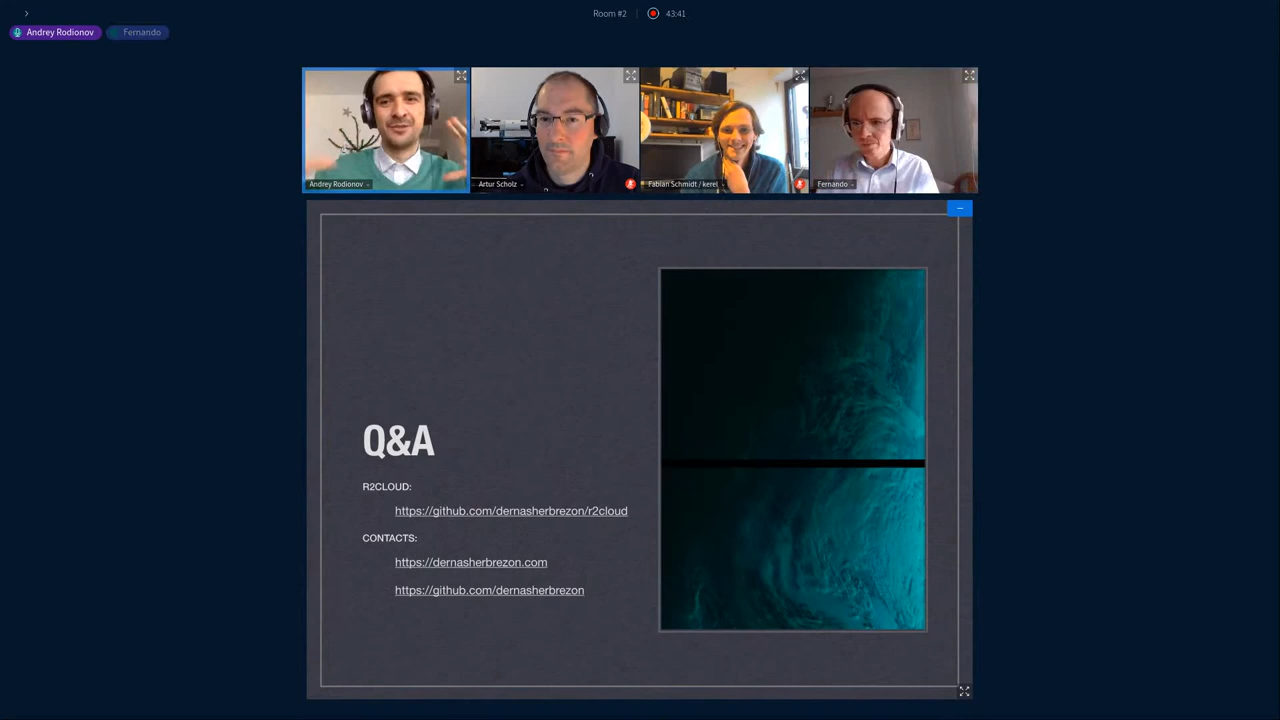 Room #2
43:41
Andrey Rodionov
Fernando
Andrey Rodionov
Artur Scholz
Fabian Schmidt / kerel
Fernando
Q&A
R2CLOUD:
https://github.com/dernasherbrezon/r2cloud
CONTACTS:
https://dernasherbrezon.com
https://github.com/dernasherbrezon